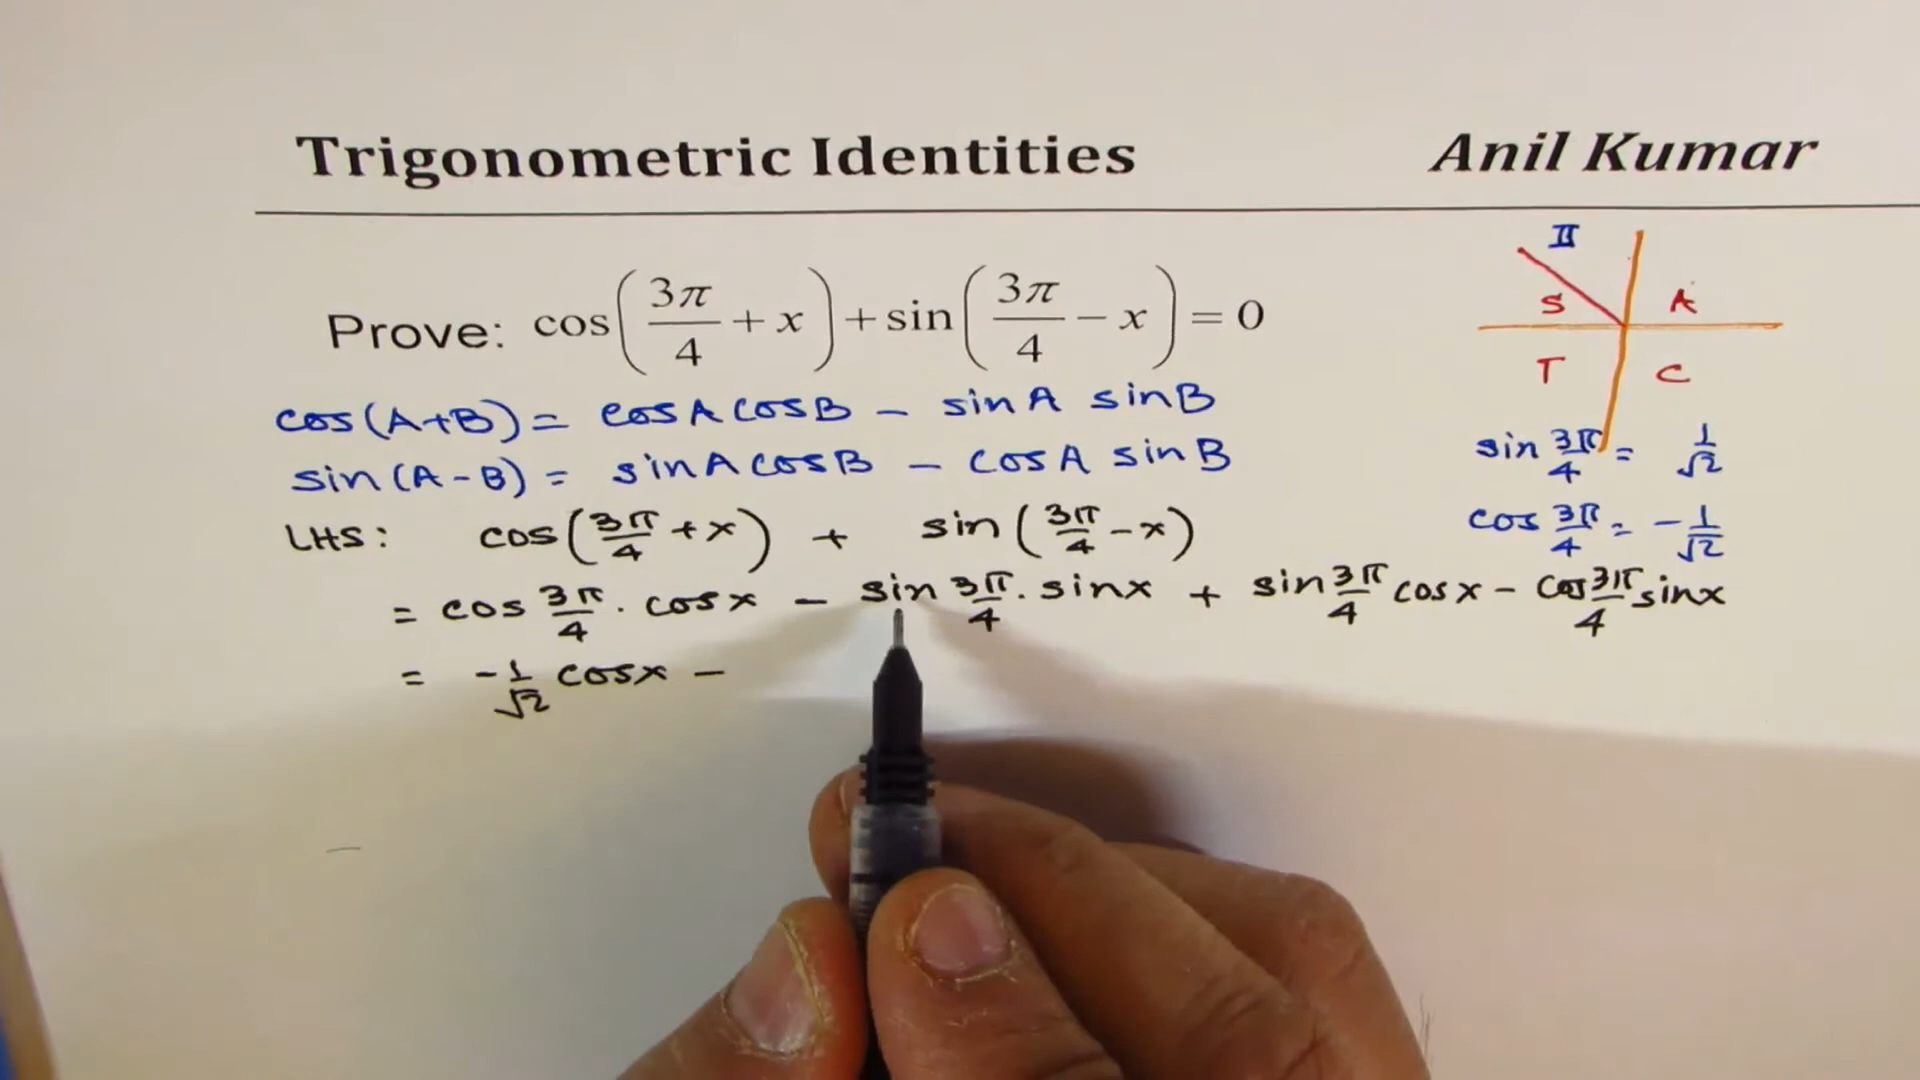 Trigonometric Identities Anil Kumar
Prove: cos(3π/4 + x) + sin(3π/4 − x) = 0
II
S A
T C
cos(A+B) = cosA cosB − sinA sinB
sin(A−B) = sinA cosB − cosA sinB
sin 3π/4 = 1/√2
cos 3π/4 = −1/√2
LHS: cos(3π/4 + x) + sin(3π/4 − x)
= cos 3π/4 · cosx − sin 3π/4 · sinx + sin 3π/4 cosx − cos 3π/4 sinx
= −1/√2 cosx −